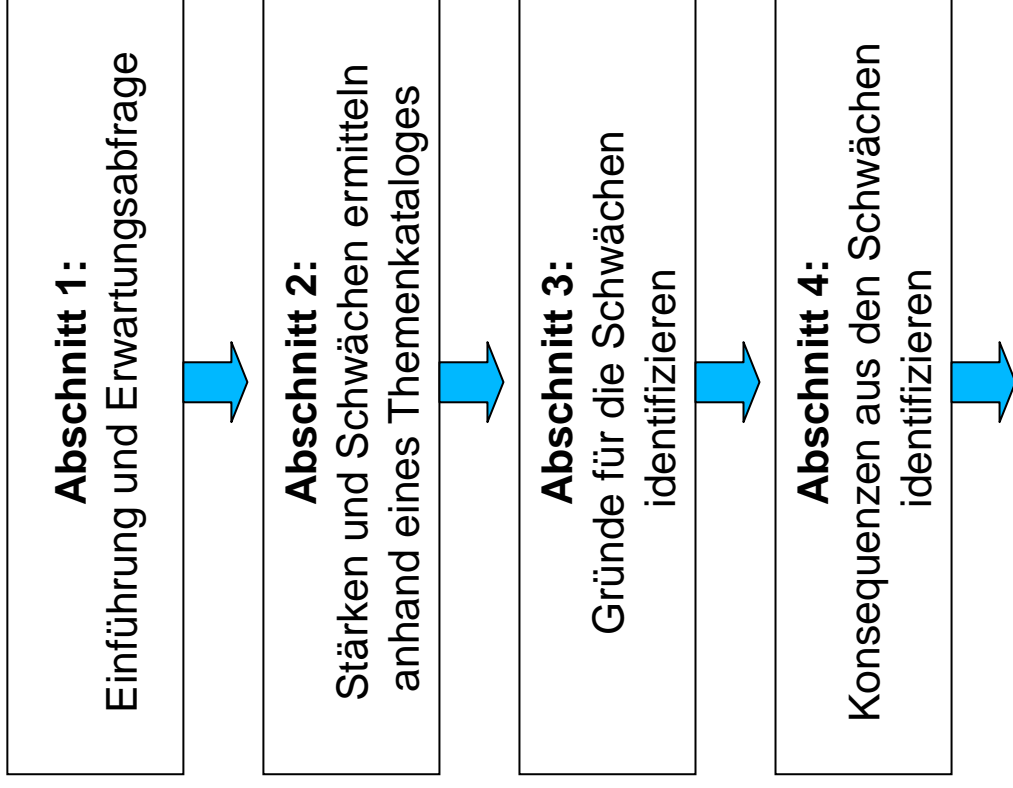 Abschnitt 1:
Einführung und Erwartungsabfrage
Abschnitt 2:
Stärken und Schwächen ermitteln
anhand eines Themenkataloges
Abschnitt 3:
Gründe für die Schwächen
identifizieren
Abschnitt 4:
Konsequenzen aus den Schwächen
identifizieren